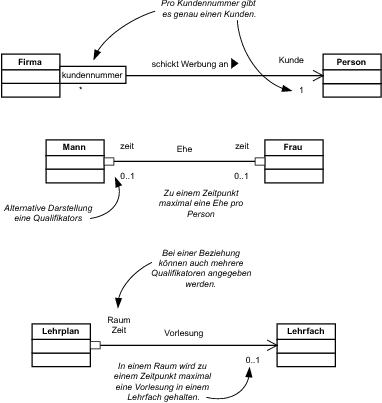 Pro Kundennummer gibt
es genau einen Kunden.
Firma
kundennummer
*
schickt Werbung an
Kunde
1
Person
Mann
zeit
0..1
Ehe
zeit
0..1
Frau
Alternative Darstellung
eine Qualifikators
Zu einem Zeitpunkt
maximal eine Ehe pro
Person
Bei einer Beziehung
können auch mehrere
Qualifikatoren angegeben
werden.
Raum
Zeit
Lehrplan
Vorlesung
Lehrfach
0..1
In einem Raum wird zu
einem Zeitpunkt maximal
eine Vorlesung in einem
Lehrfach gehalten.